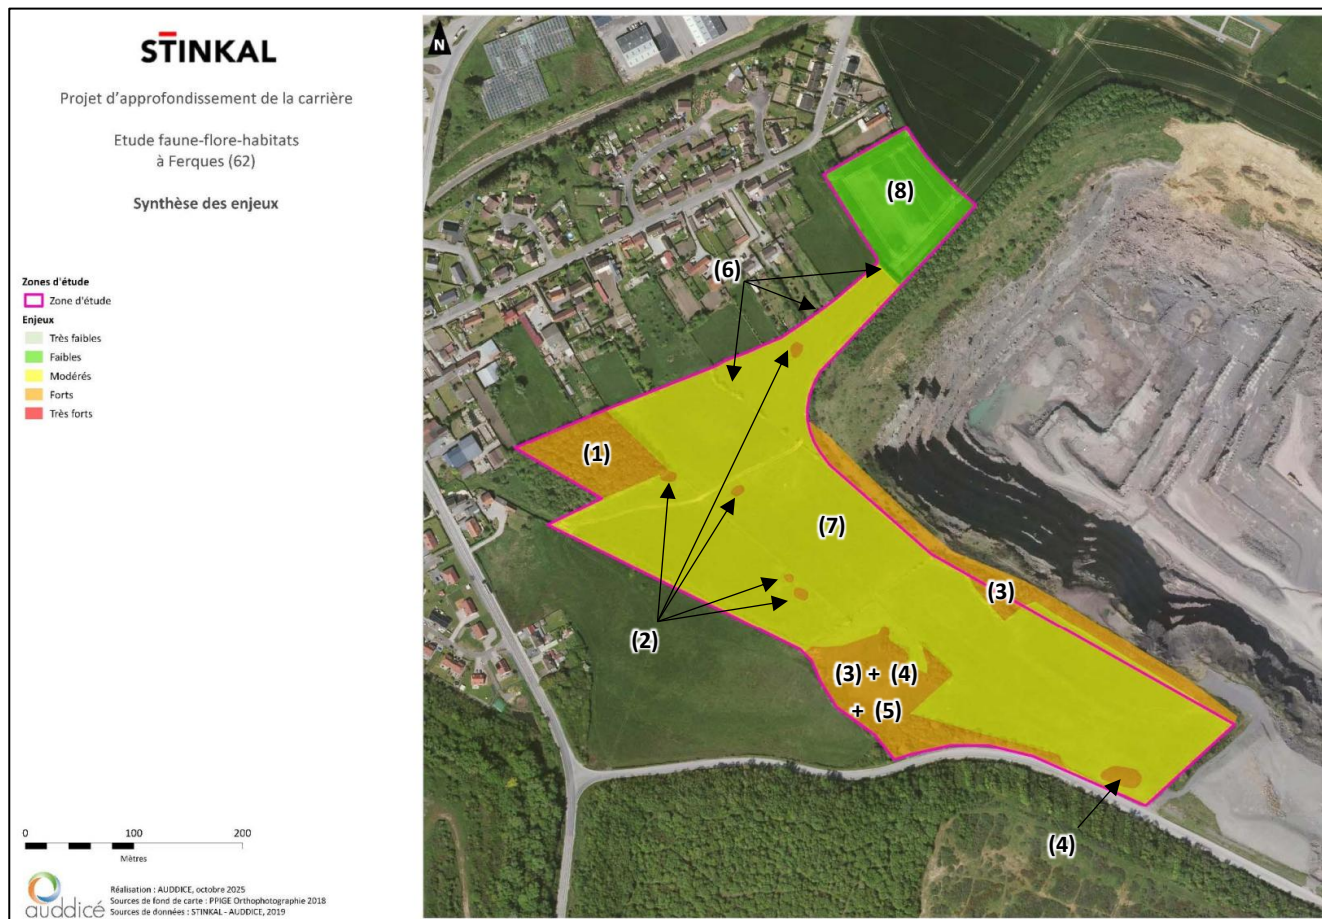 STINKAL
Projet d'approfondissement de la carrière
Etude faune-flore-habitats
à Ferques (62)
Synthèse des enjeux
Zones d'étude
Zone d'étude
Enjeux
Très faibles
Faibles
Modérés
Forts
Très forts
0 100 200
Mètres
auddicé
Réalisation : AUDDICE, octobre 2025
Sources de fond de carte : PPIGE Orthophotographie 2018
Sources de données : STINKAL - AUDDICE, 2019
N
(8)
(6)
(1)
(7)
(3)
(2)
(3) + (4)
+ (5)
(4)